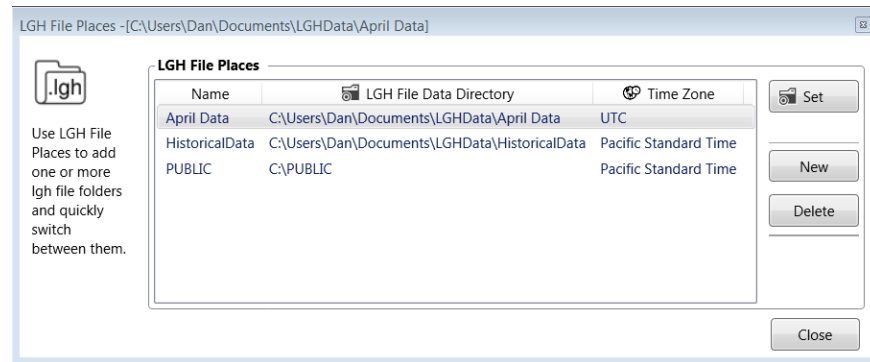 LGH File Places -[C:\Users\Dan\Documents\LGHData\April Data]
.lgh
Use LGH File
Places to add
one or more
lgh file folders
and quickly
switch
between them.
LGH File Places
Name LGH File Data Directory Time Zone
April Data C:\Users\Dan\Documents\LGHData\April Data UTC
HistoricalData C:\Users\Dan\Documents\LGHData\HistoricalData Pacific Standard Time
PUBLIC C:\PUBLIC Pacific Standard Time
Set
New
Delete
Close